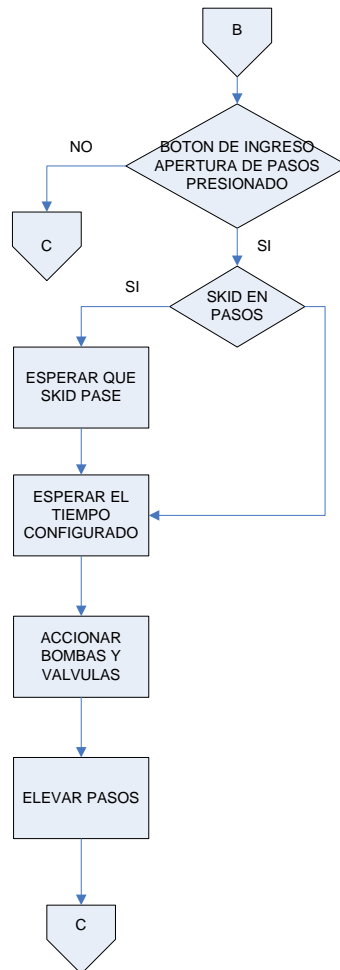 B
BOTON DE INGRESO
APERTURA DE PASOS
PRESIONADO
NO
C
SI
SKID EN
PASOS
SI
ESPERAR QUE
SKID PASE
ESPERAR EL
TIEMPO
CONFIGURADO
ACCIONAR
BOMBAS Y
VALVULAS
ELEVAR PASOS
C